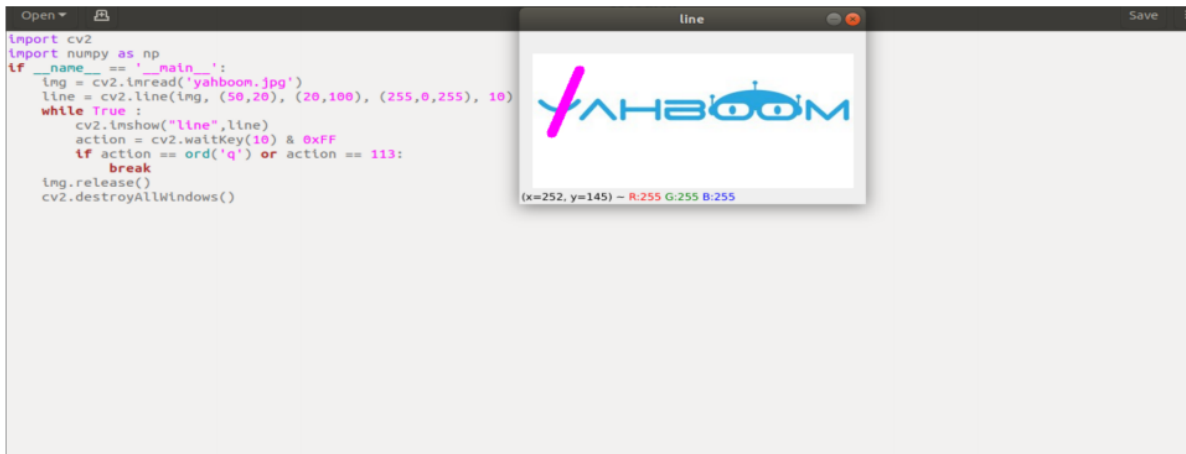 Open
Save
import cv2
import numpy as np
if __name__ == '__main__':
    img = cv2.imread('yahboom.jpg')
    line = cv2.line(img, (50,20), (20,100), (255,0,255), 10)
    while True :
        cv2.imshow("line",line)
        action = cv2.waitKey(10) & 0xFF
        if action == ord('q') or action == 113:
            break
    img.release()
    cv2.destroyAllWindows()
line
YAHBOOM
(x=252, y=145) ~ R:255 G:255 B:255